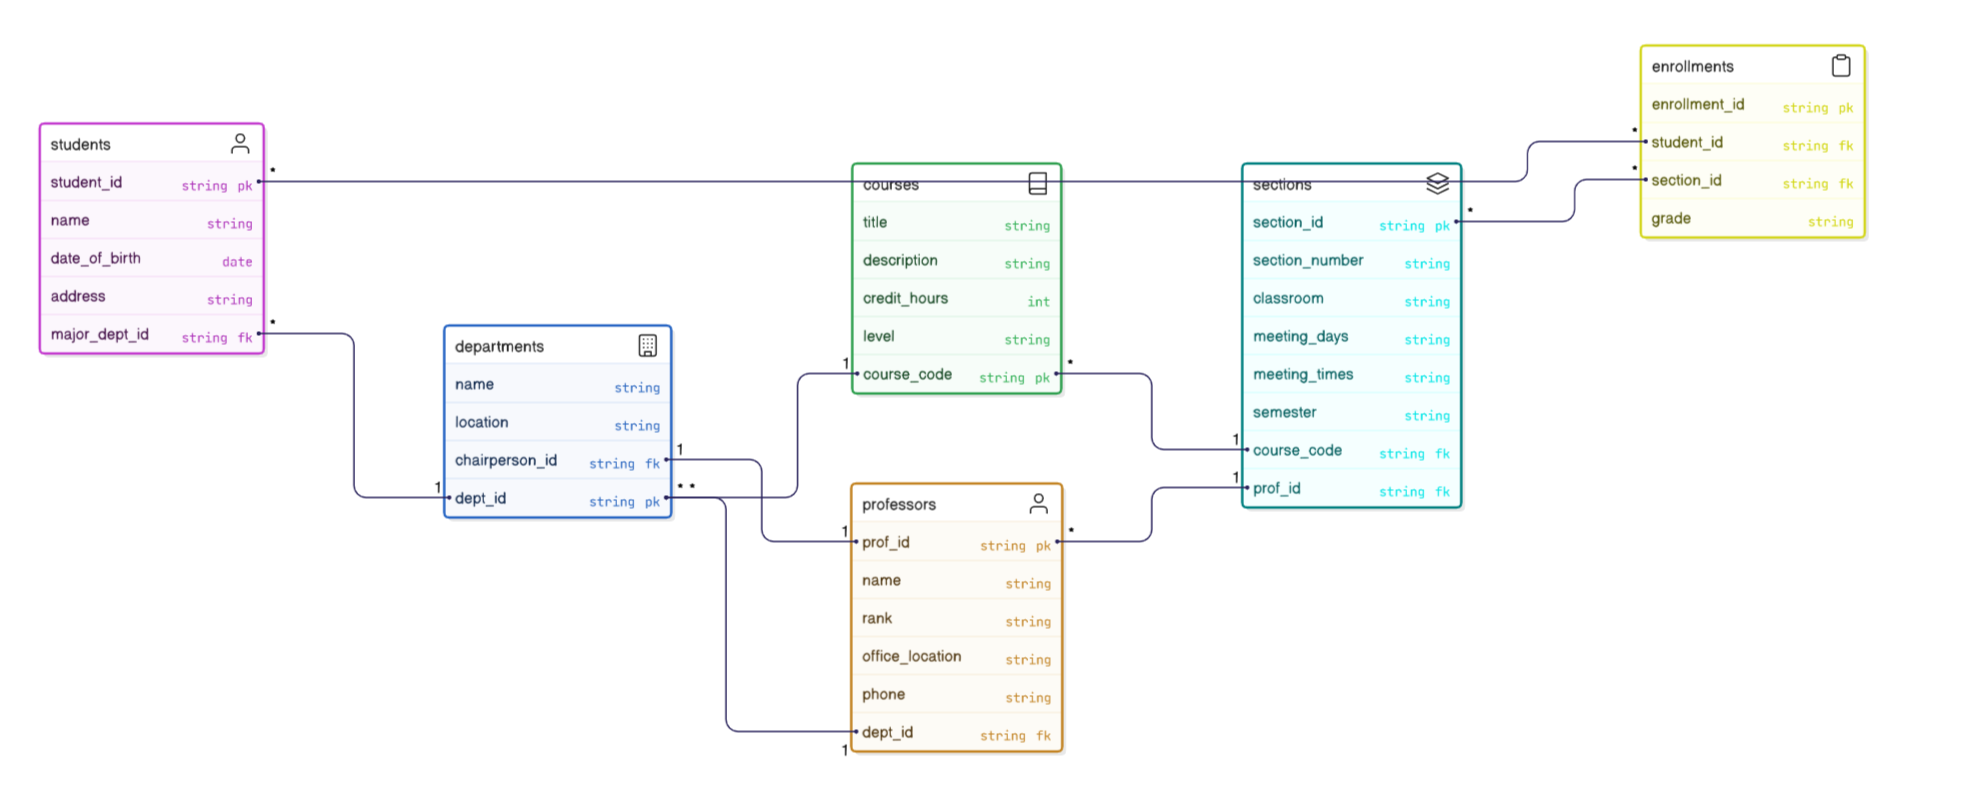 students
*
student_id string pk
name string
date_of_birth date
address string
*
major_dept_id string fk
departments
name string
location string
1
chairperson_id string fk
1
* *
dept_id string pk
courses
title string
description string
credit_hours int
level string
1
*
course_code string pk
professors
1
*
prof_id string pk
name string
rank string
office_location string
phone string
dept_id string fk
1
sections
*
section_id string pk
section_number string
classroom string
meeting_days string
meeting_times string
semester string
1
course_code string fk
1
prof_id string fk
enrollments
enrollment_id string pk
*
student_id string fk
*
section_id string fk
grade string